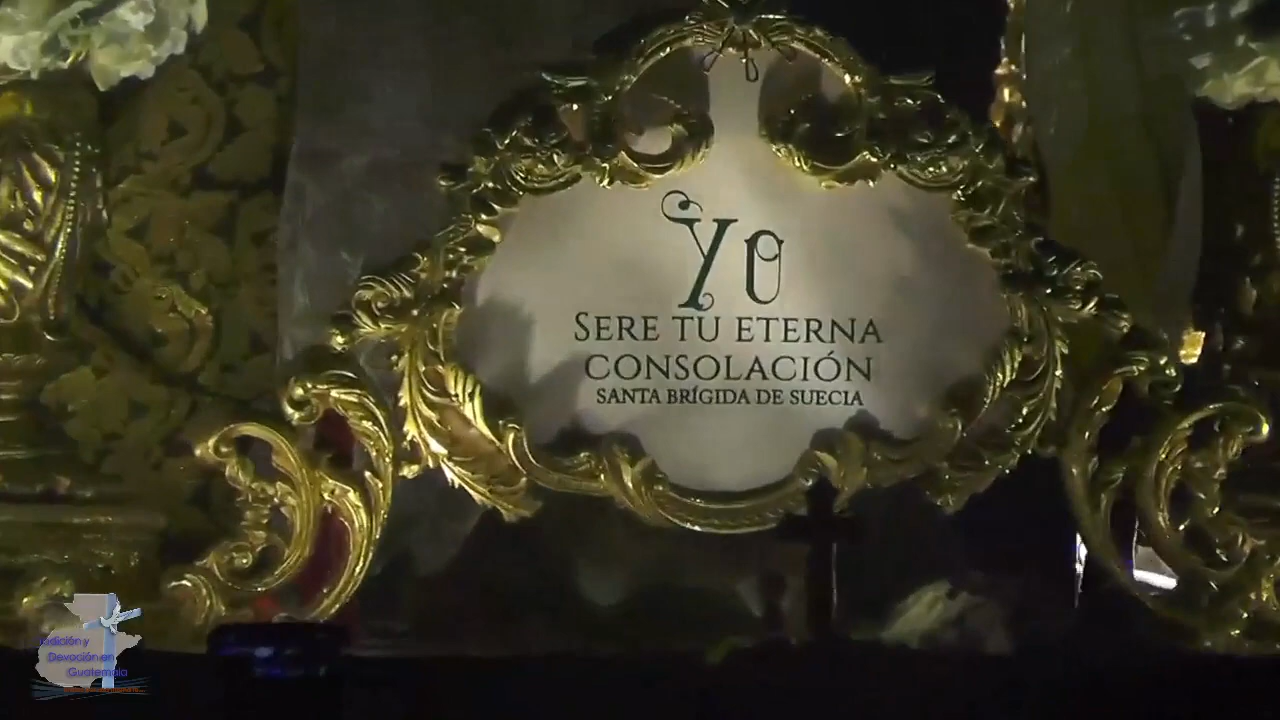 Yo
SERE TU ETERNA
CONSOLACIÓN
SANTA BRÍGIDA DE SUECIA
Tradición y
Devoción en
Guatemala